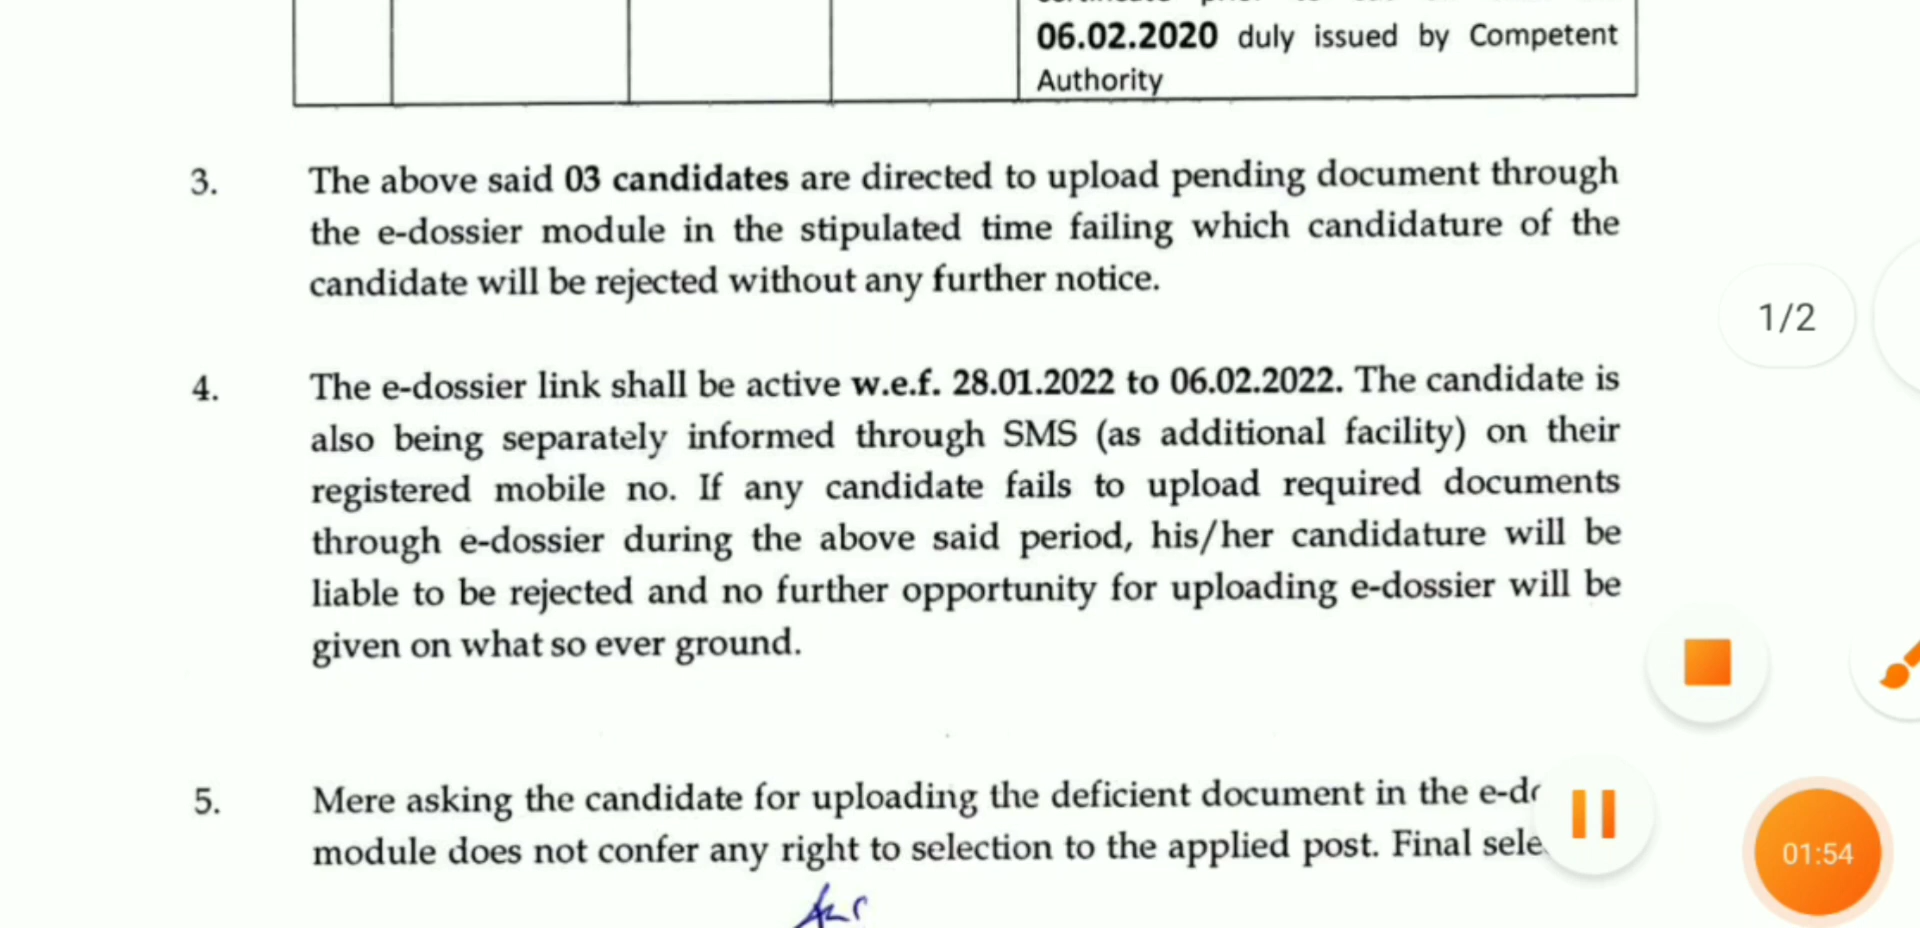 06.02.2020 duly issued by Competent
Authority
3. The above said 03 candidates are directed to upload pending document through
the e-dossier module in the stipulated time failing which candidature of the
candidate will be rejected without any further notice.
1/2
4. The e-dossier link shall be active w.e.f. 28.01.2022 to 06.02.2022. The candidate is
also being separately informed through SMS (as additional facility) on their
registered mobile no. If any candidate fails to upload required documents
through e-dossier during the above said period, his/her candidature will be
liable to be rejected and no further opportunity for uploading e-dossier will be
given on what so ever ground.
5. Mere asking the candidate for uploading the deficient document in the
module does not confer any right to selection to the applied post. Final
01:54